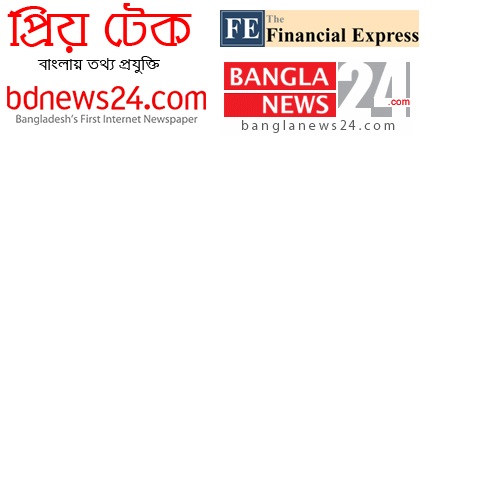 প্রিয় টেক
বাংলায় তথ্য প্রযুক্তি
bdnews24.com
Bangladesh's First Internet Newspaper
FE
The
Financial Express
BANGLA
NEWS
24
.com
banglanews24.com